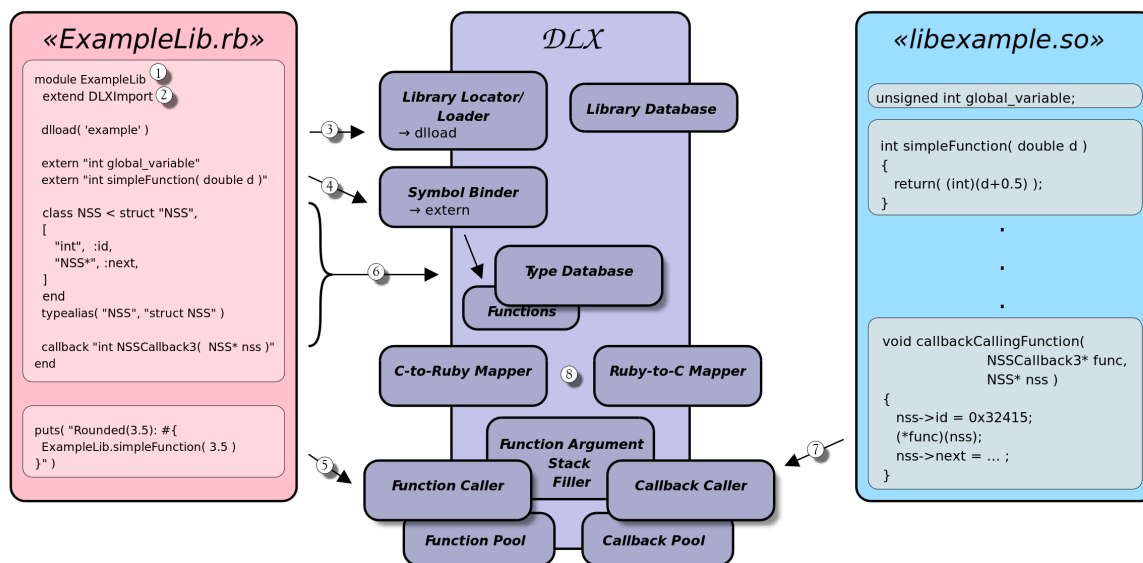 «ExampleLib.rb»
module ExampleLib 1
extend DLXImport 2
dlload( 'example' )
extern "int global_variable"
extern "int simpleFunction( double d )"
class NSS < struct "NSS",
[
"int",  :id,
"NSS*", :next,
]
end
typealias( "NSS", "struct NSS" )
callback "int NSSCallback3(  NSS* nss )"
end
puts( "Rounded(3.5): #{
ExampleLib.simpleFunction( 3.5 )
}" )
3
4
6
5
DLX
Library Locator/
Loader
→ dlload
Library Database
Symbol Binder
→ extern
Type Database
Functions
C-to-Ruby Mapper
8
Ruby-to-C Mapper
Function Argument
Stack
Filler
Function Caller
Callback Caller
Function Pool
Callback Pool
7
«libexample.so»
unsigned int global_variable;
int simpleFunction( double d )
{
return( (int)(d+0.5) );
}
.
.
.
void callbackCallingFunction(
NSSCallback3* func,
NSS* nss )
{
nss->id = 0x32415;
(*func)(nss);
nss->next = ... ;
}